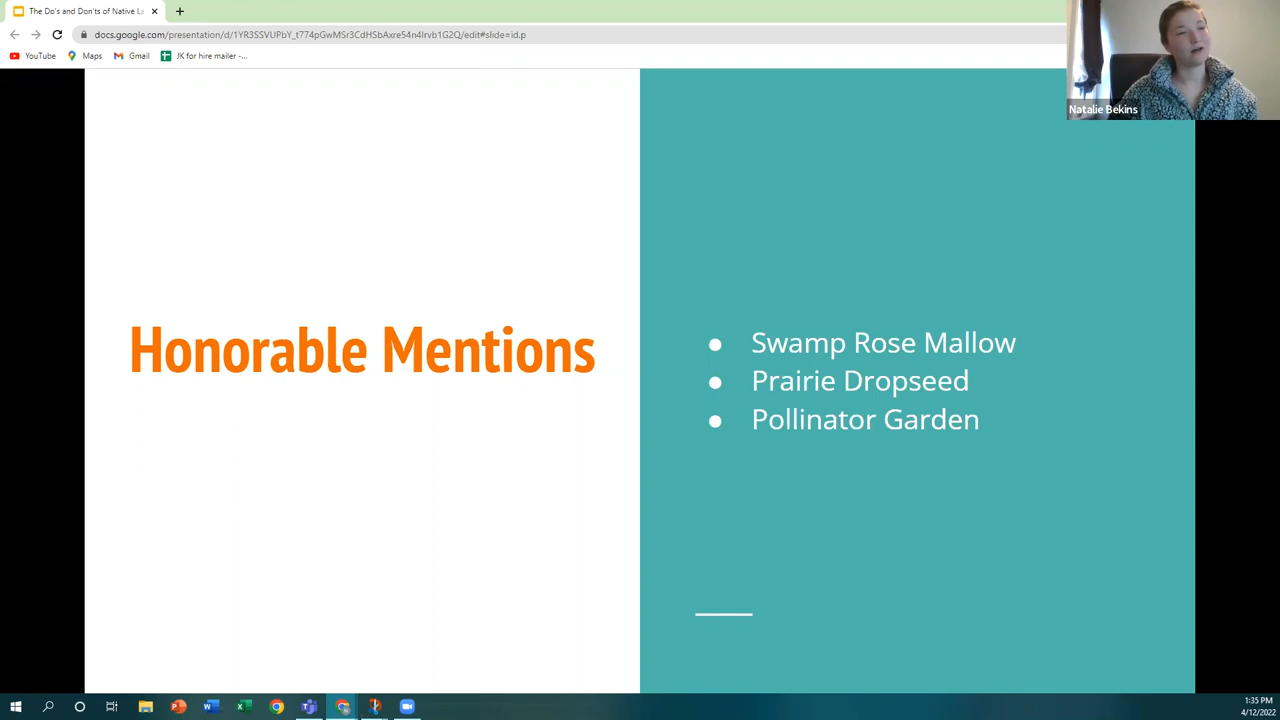 The Do's and Don'ts of Native La
docs.google.com/presentation/d/1YR3SSVUPbY_t774pGwMSr3CdHSbAxre54n4Irvb1G2Q/edit#slide=id.p
YouTube
Maps
Gmail
JK for hire mailer -...
Natalie Bekins
Honorable Mentions
● Swamp Rose Mallow
● Prairie Dropseed
● Pollinator Garden
1:35 PM
4/12/2022